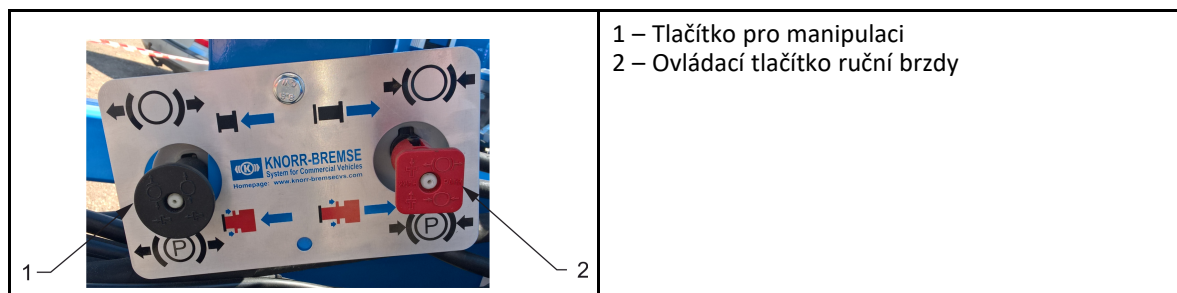 1 – Tlačítko pro manipulaci
2 – Ovládací tlačítko ruční brzdy
KNORR-BREMSE
System for Commercial Vehicles
Homepage: www.knorr-bremsecvs.com
P
P
1
2